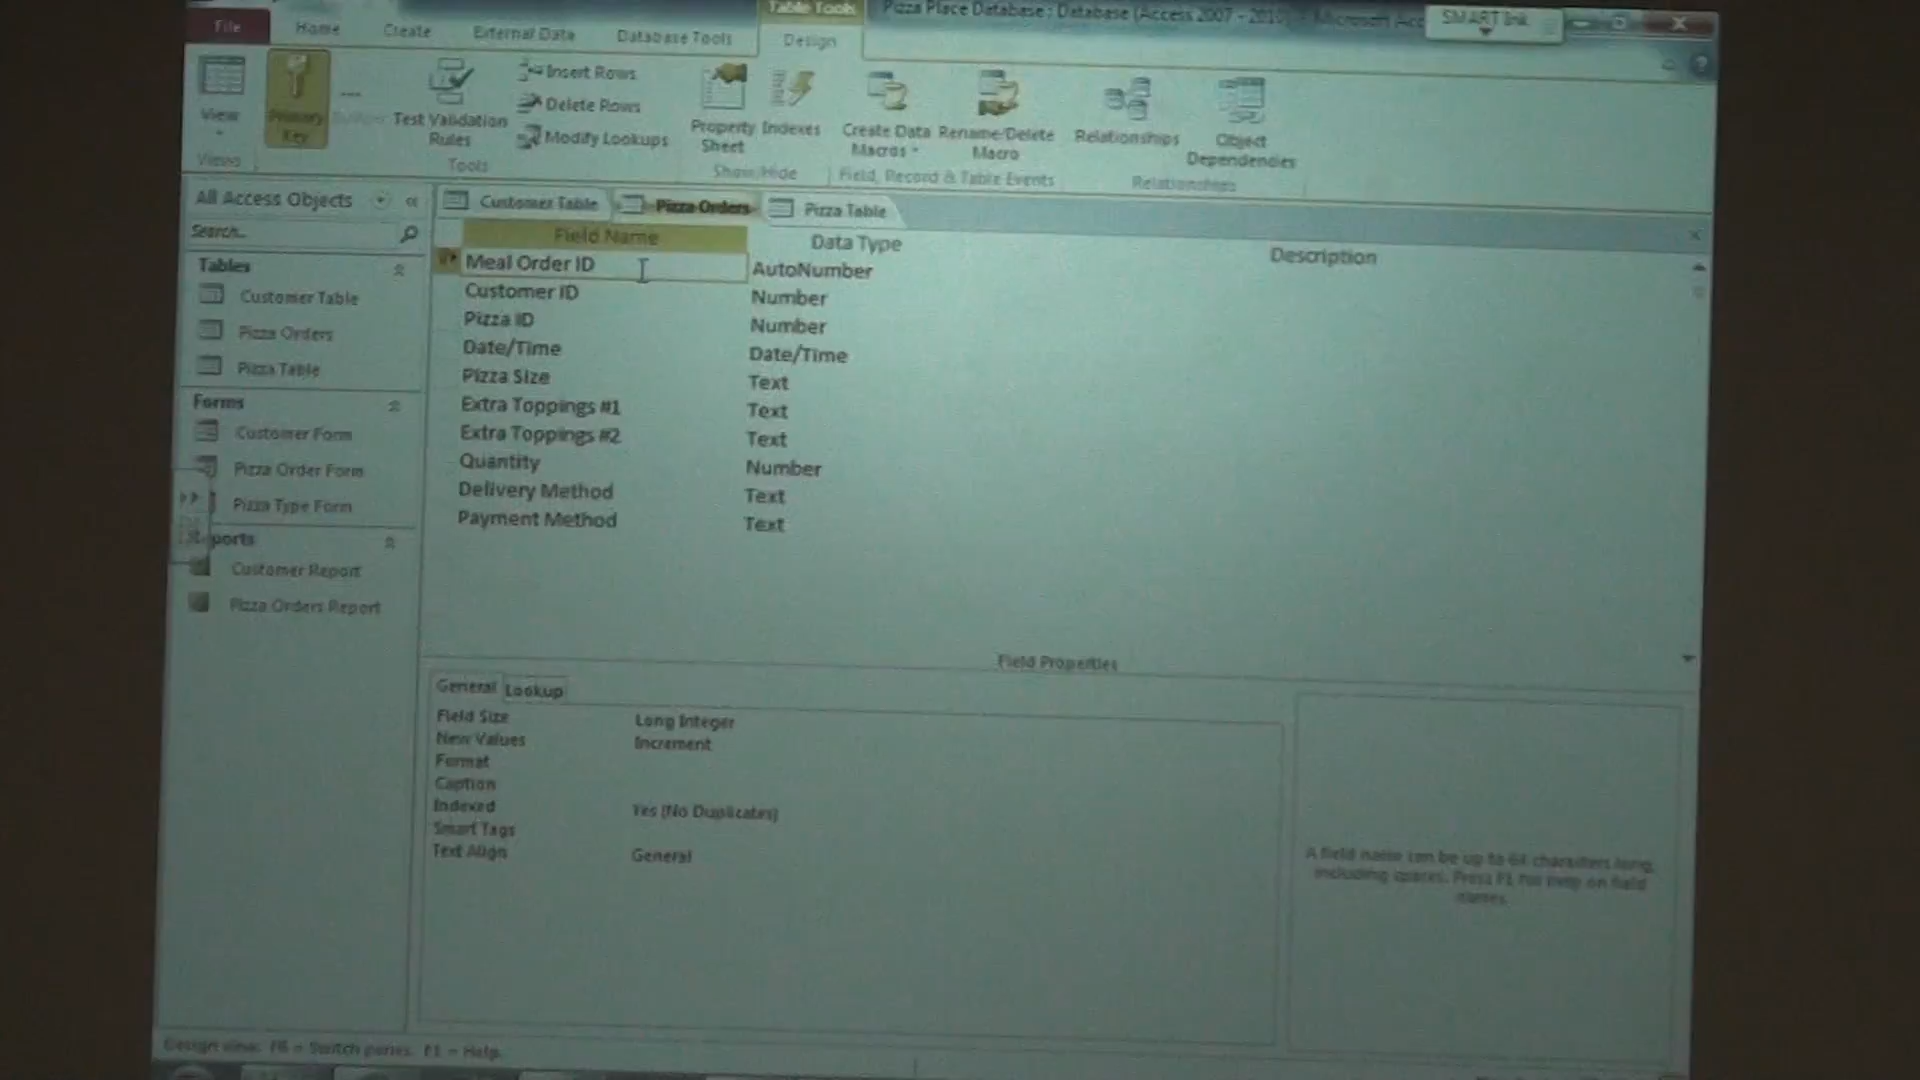 Table Tools
Pizza Place Database : Database (Access 2007 - 2010) - Microsoft Acc
SMART Ink
File
Home
Create
External Data
Database Tools
Design
View
Primary Key
Test Validation Rules
Insert Rows
Delete Rows
Modify Lookups
Property Sheet
Indexes
Create Data Macros
Rename/Delete Macro
Relationships
Object Dependencies
Views
Tools
Show/Hide
Field, Record & Table Events
Relationships
All Access Objects
Search...
Tables
Customer Table
Pizza Orders
Pizza Table
Forms
Customer Form
Pizza Order Form
Pizza Type Form
Reports
Customer Report
Pizza Orders Report
Customer Table
Pizza Orders
Pizza Table
Field Name Data Type Description
Meal Order ID AutoNumber
Customer ID Number
Pizza ID Number
Date/Time Date/Time
Pizza Size Text
Extra Toppings #1 Text
Extra Toppings #2 Text
Quantity Number
Delivery Method Text
Payment Method Text
Field Properties
General Lookup
Field Size Long Integer
New Values Increment
Format
Caption
Indexed Yes (No Duplicates)
Smart Tags
Text Align General
A field name can be up to 64 characters long,
including spaces. Press F1 for help on field
names.
Design view. F6 = Switch panes. F1 = Help.